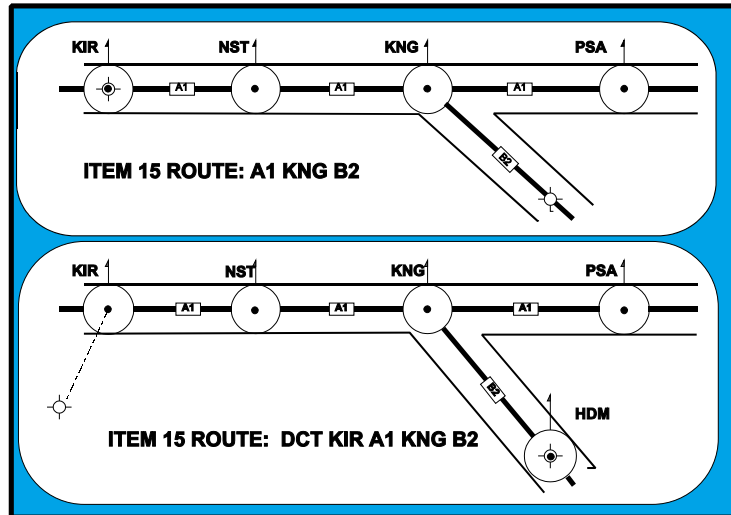 KIR NST KNG PSA
A1 A1 A1
B2
ITEM 15 ROUTE: A1 KNG B2
KIR NST KNG PSA
A1 A1 A1
B2
HDM
ITEM 15 ROUTE: DCT KIR A1 KNG B2